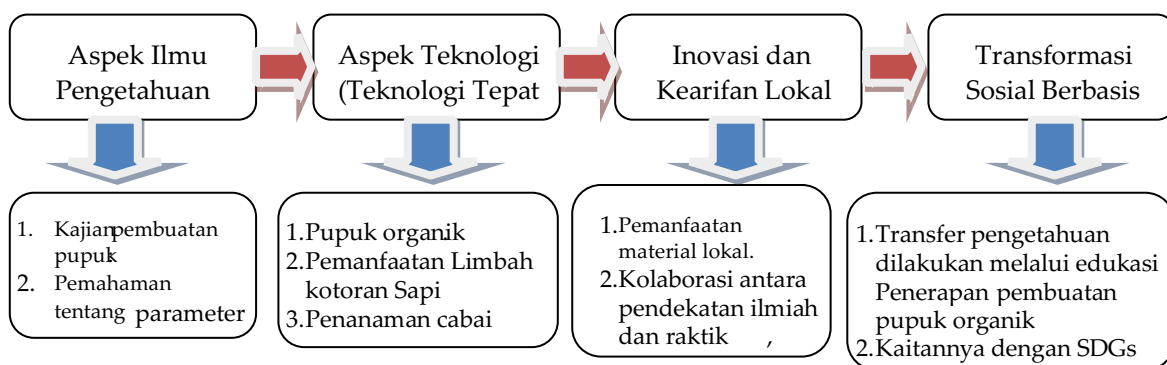 Aspek Ilmu
Pengetahuan
Aspek Teknologi
(Teknologi Tepat
Inovasi dan
Kearifan Lokal
Transformasi
Sosial Berbasis
1. Kajianpembuatan
pupuk
2. Pemahaman
tentang parameter
1.Pupuk organik
2.Pemanfaatan Limbah
kotoran Sapi
3.Penanaman cabai
1.Pemanfaatan
material lokal.
2.Kolaborasi antara
pendekatan ilmiah
dan raktik ,
1.Transfer pengetahuan
dilakukan melalui edukasi
Penerapan pembuatan
pupuk organik
2.Kaitannya dengan SDGs